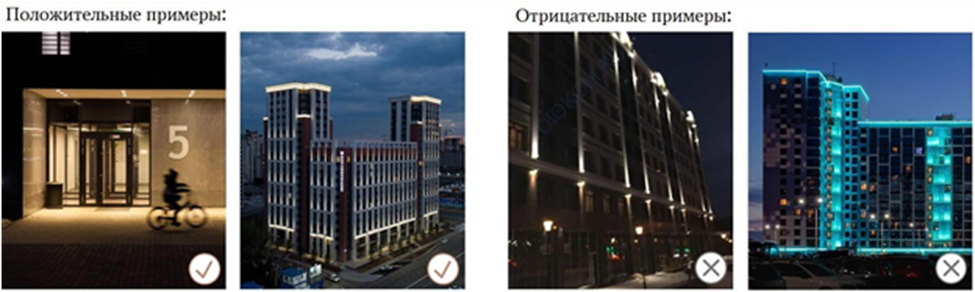 Положительные примеры:
Отрицательные примеры:
5